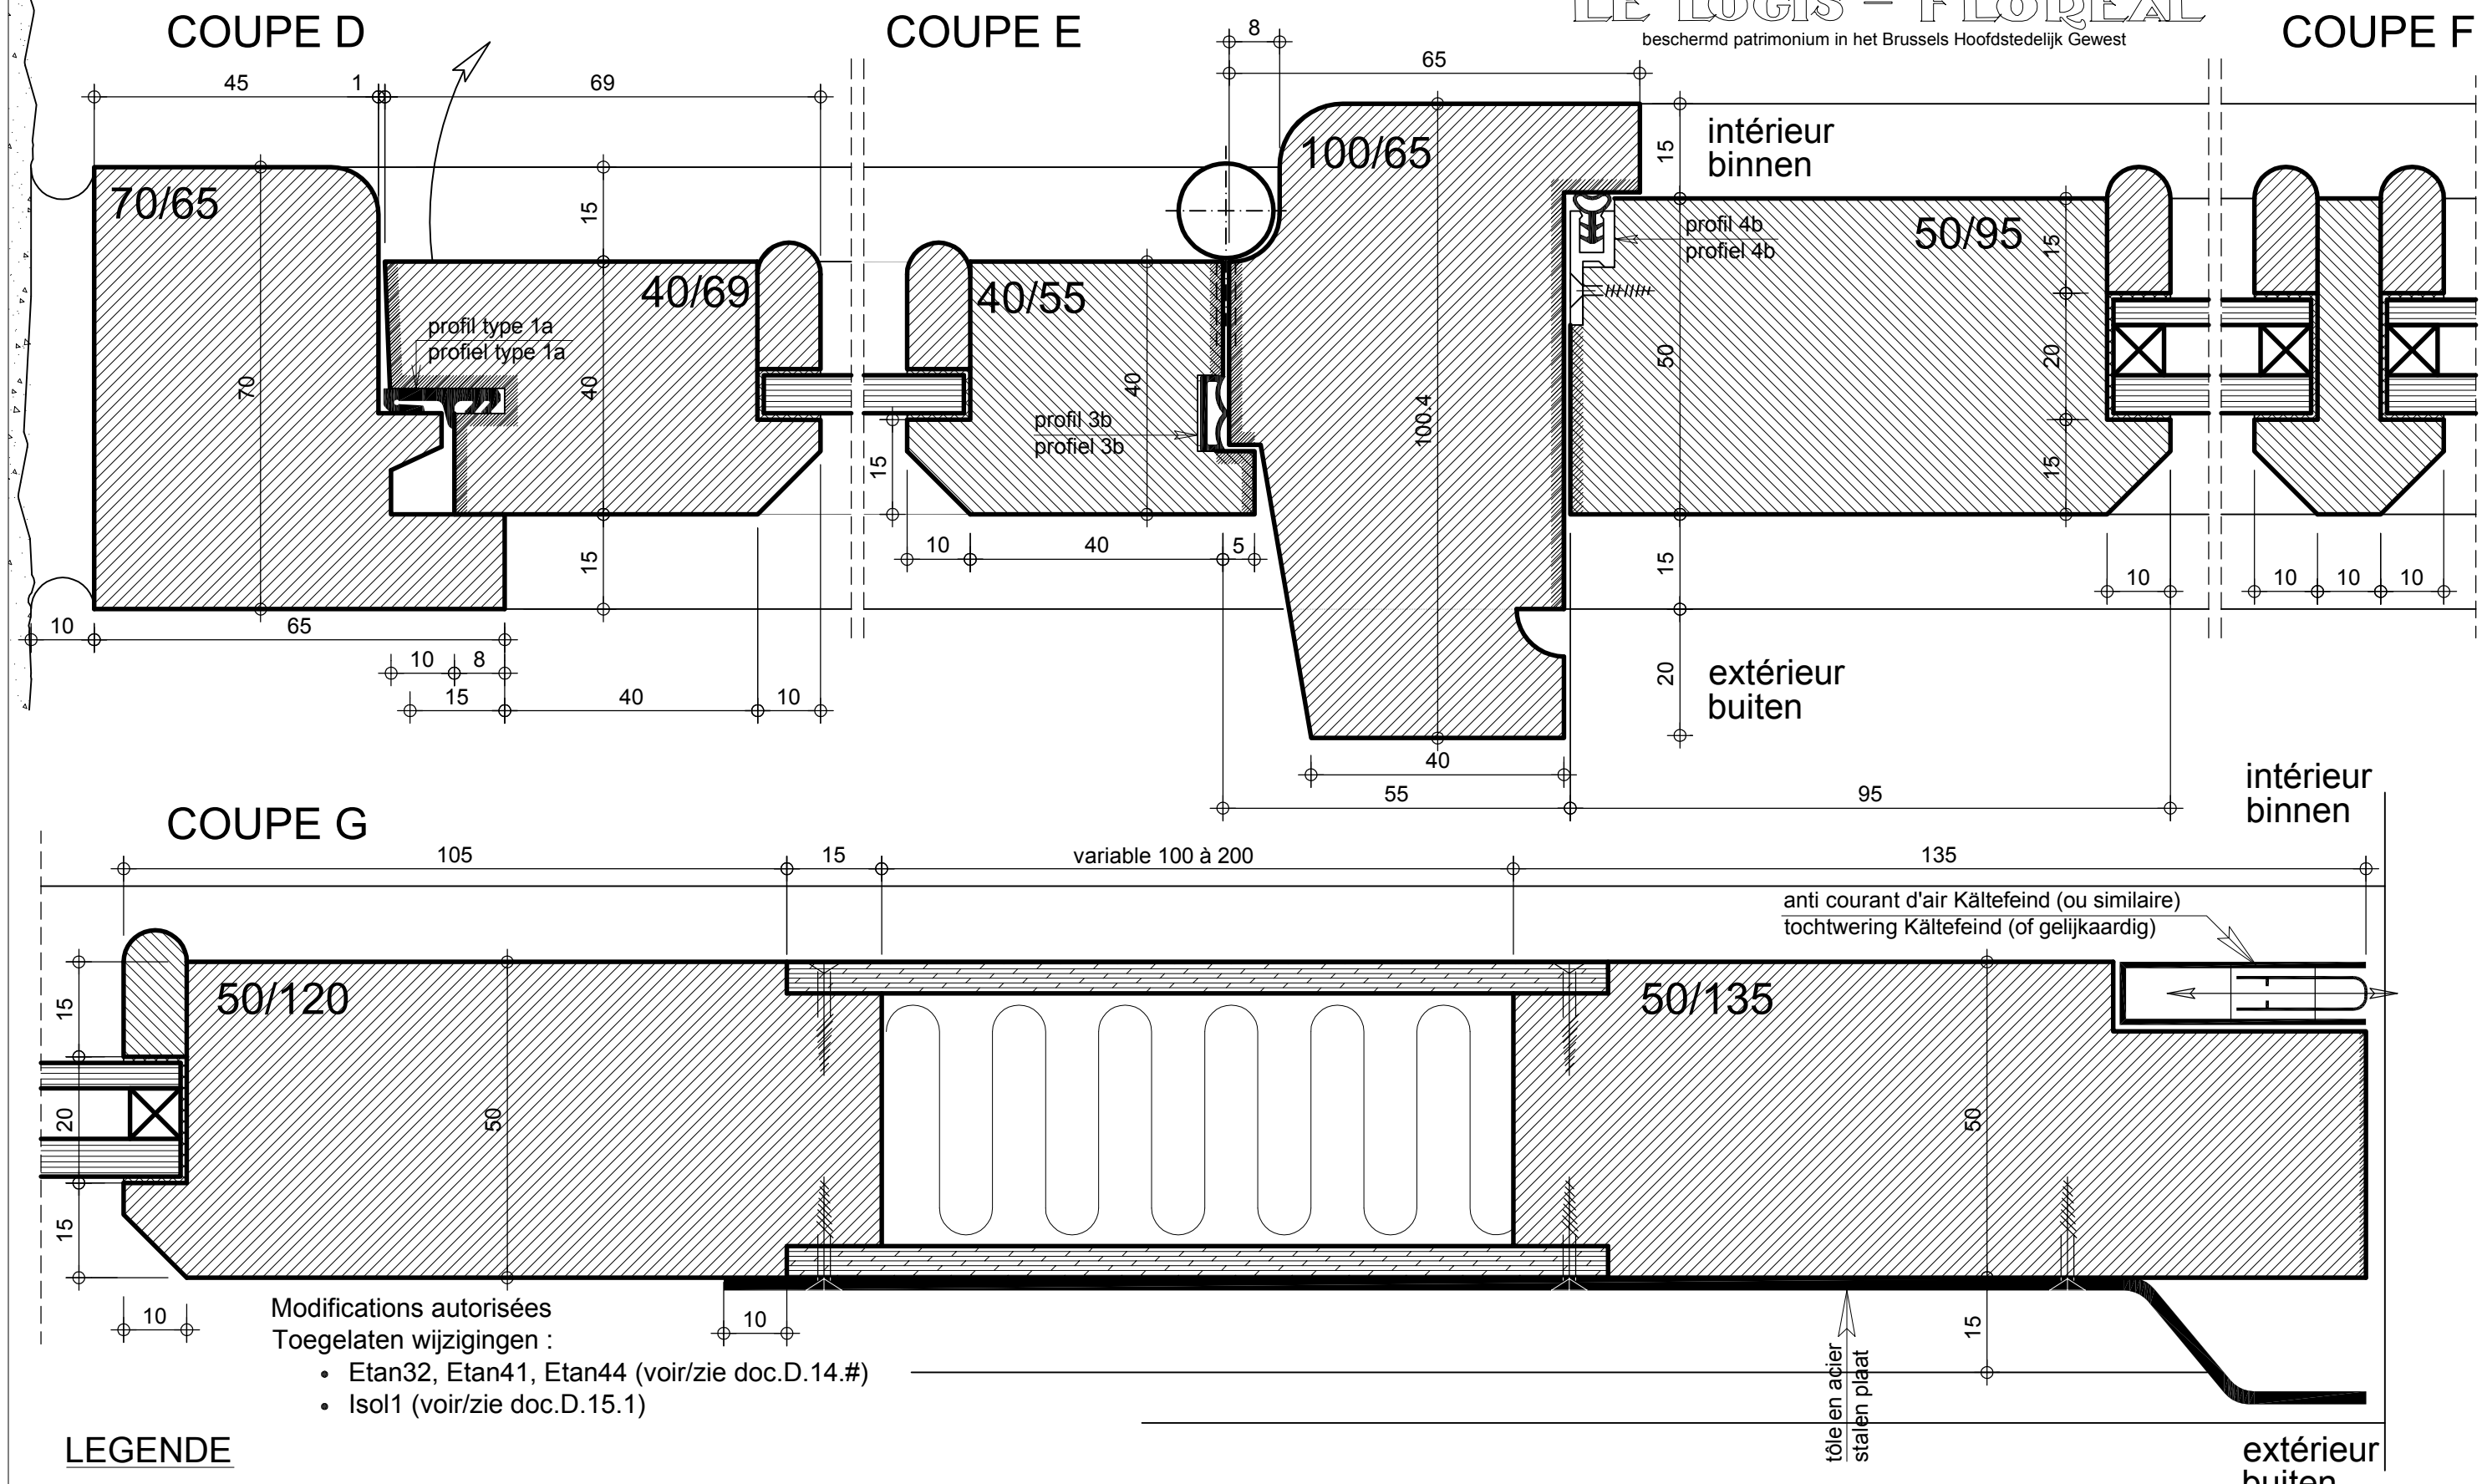 LE LOGIS – FLOREAL
beschermd patrimonium in het Brussels Hoofdstedelijk Gewest
COUPE D
COUPE E
COUPE F
45
1
69
8
65
70/65
70
15
40
15
40/69
profil type 1a
profiel type 1a
40/55
40
15
profil 3b
profiel 3b
100/65
100.4
15
50
15
20
intérieur
binnen
profil 4b
profiel 4b
50/95
15
20
15
10
40
5
10
10
10
10
10
65
10
8
15
40
10
extérieur
buiten
40
55
95
intérieur
binnen
COUPE G
105
15
variable 100 à 200
135
anti courant d'air Kältefeind (ou similaire)
tochtwering Kältefeind (of gelijkaardig)
50/120
50/135
15
20
15
50
50
15
10
10
Modifications autorisées
Toegelaten wijzigingen :
• Etan32, Etan41, Etan44 (voir/zie doc.D.14.#)
• Isol1 (voir/zie doc.D.15.1)
tôle en acier
stalen plaat
LEGENDE
extérieur
buiten